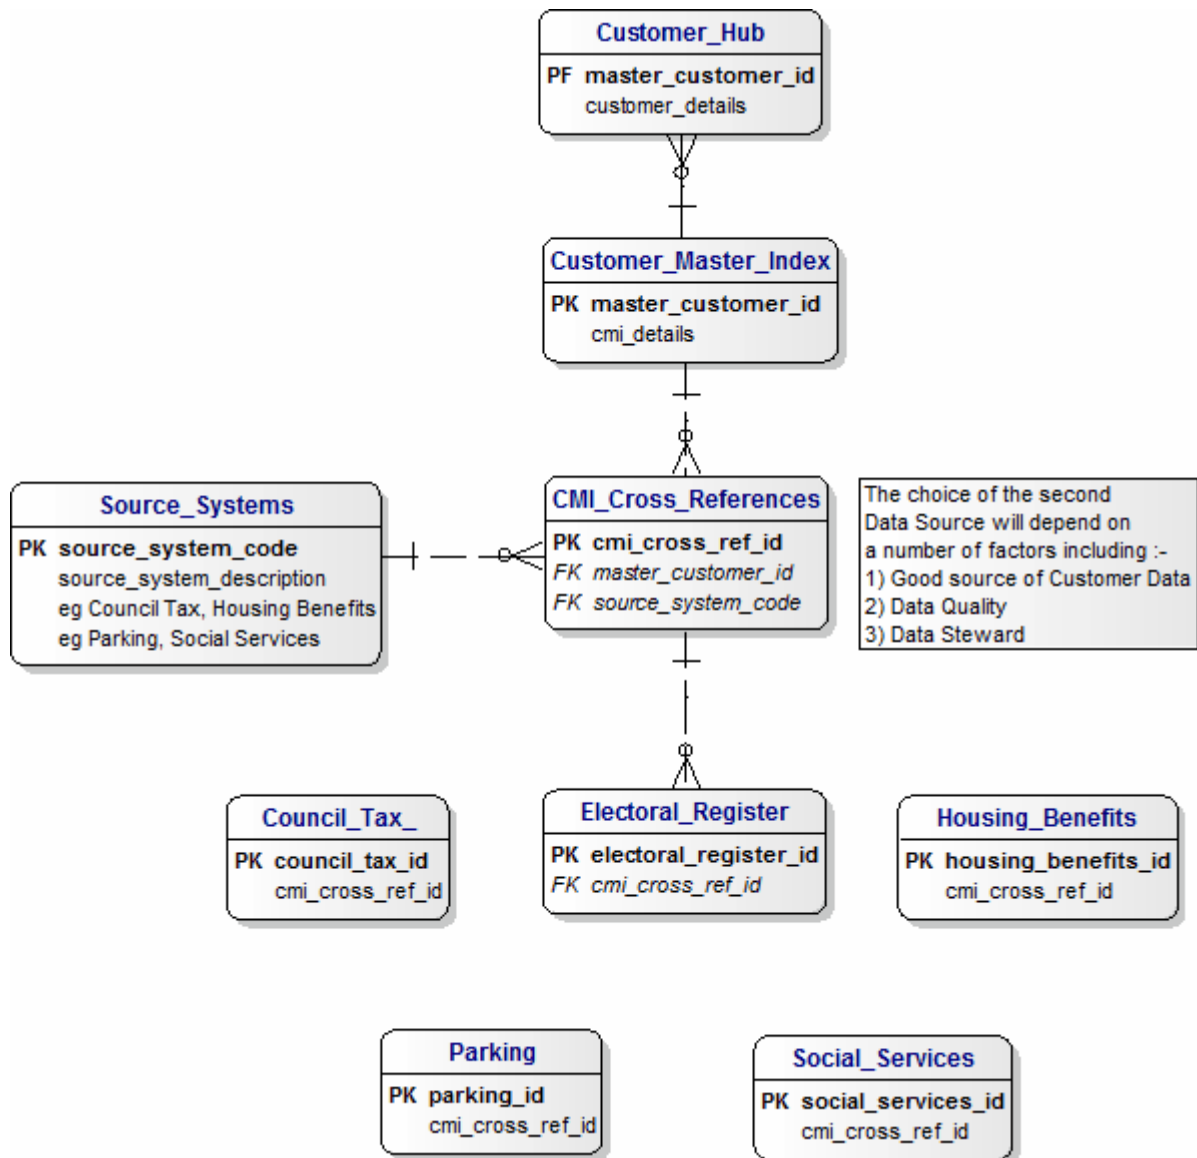 Customer_Hub
PF master_customer_id
customer_details
Customer_Master_Index
PK master_customer_id
cmi_details
Source_Systems
PK source_system_code
source_system_description
eg Council Tax, Housing Benefits
eg Parking, Social Services
CMI_Cross_References
PK cmi_cross_ref_id
FK master_customer_id
FK source_system_code
The choice of the second
Data Source will depend on
a number of factors including :-
1) Good source of Customer Data
2) Data Quality
3) Data Steward
Council_Tax_
PK council_tax_id
cmi_cross_ref_id
Electoral_Register
PK electoral_register_id
FK cmi_cross_ref_id
Housing_Benefits
PK housing_benefits_id
cmi_cross_ref_id
Parking
PK parking_id
cmi_cross_ref_id
Social_Services
PK social_services_id
cmi_cross_ref_id